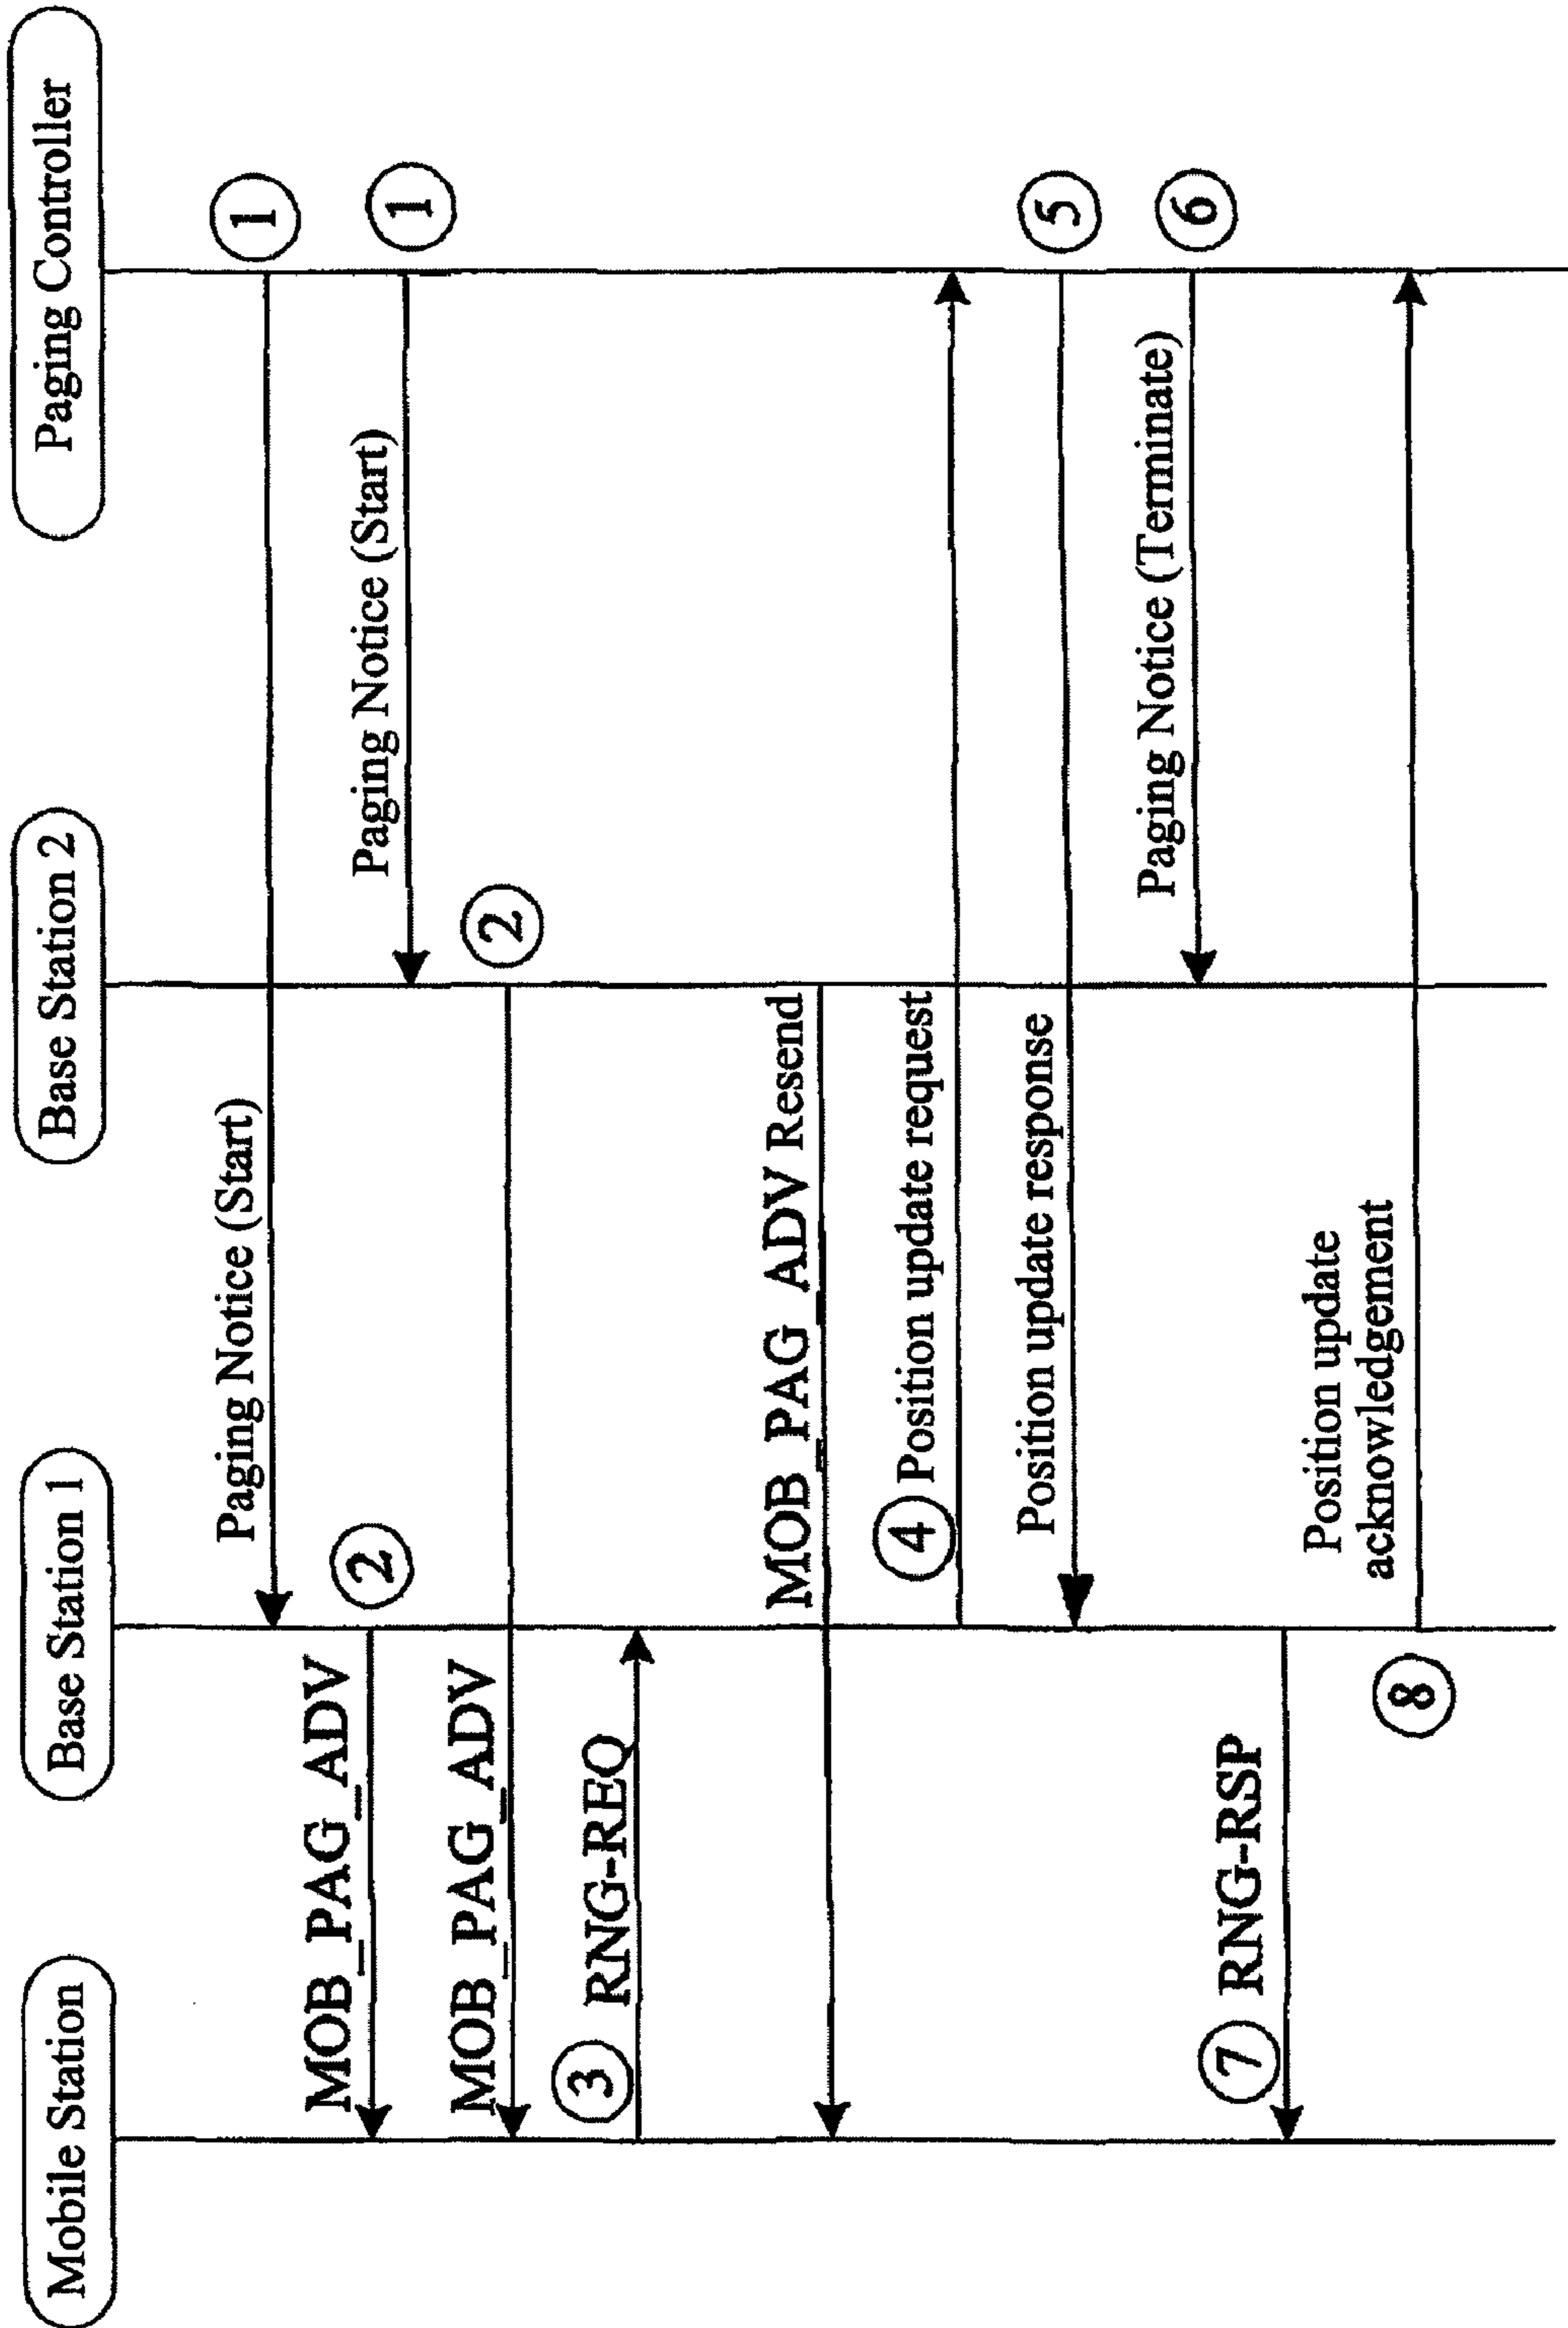 Mobile Station
Base Station 1
Base Station 2
Paging Controller
Paging Notice (Start)
1
MOB_PAG_ADV
2
Paging Notice (Start)
1
MOB_PAG_ADV
2
3 RNG-REQ
MOB_PAG_ADV Resend
4 Position update request
Position update response
5
Paging Notice (Terminate)
6
7 RNG-RSP
Position update
acknowledgement
8